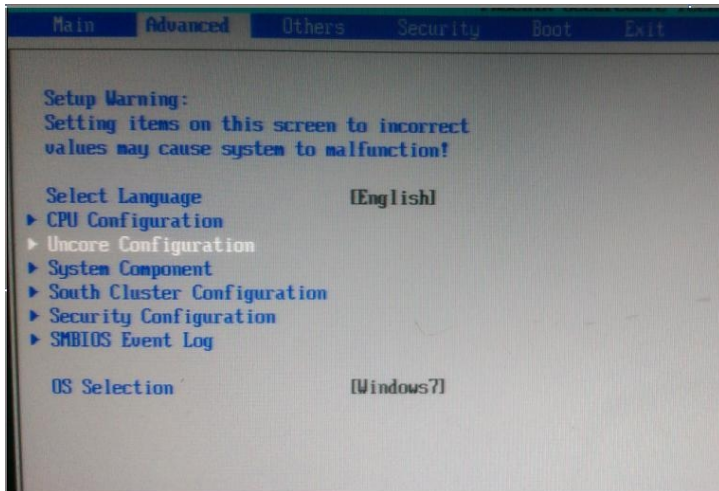 Main Advanced Others Security Boot Exit
Setup Warning:
Setting items on this screen to incorrect
values may cause system to malfunction!
Select Language [English]
CPU Configuration
Uncore Configuration
System Component
South Cluster Configuration
Security Configuration
SMBIOS Event Log
OS Selection [Windows7]